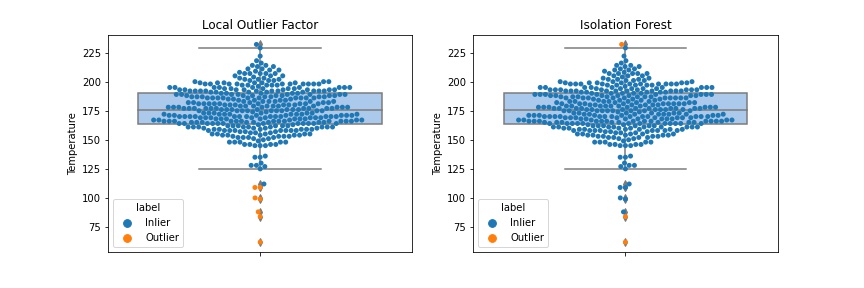 Local Outlier Factor
Temperature
225
200
175
150
125
100
75
label
Inlier
Outlier
Isolation Forest
Temperature
225
200
175
150
125
100
75
label
Inlier
Outlier